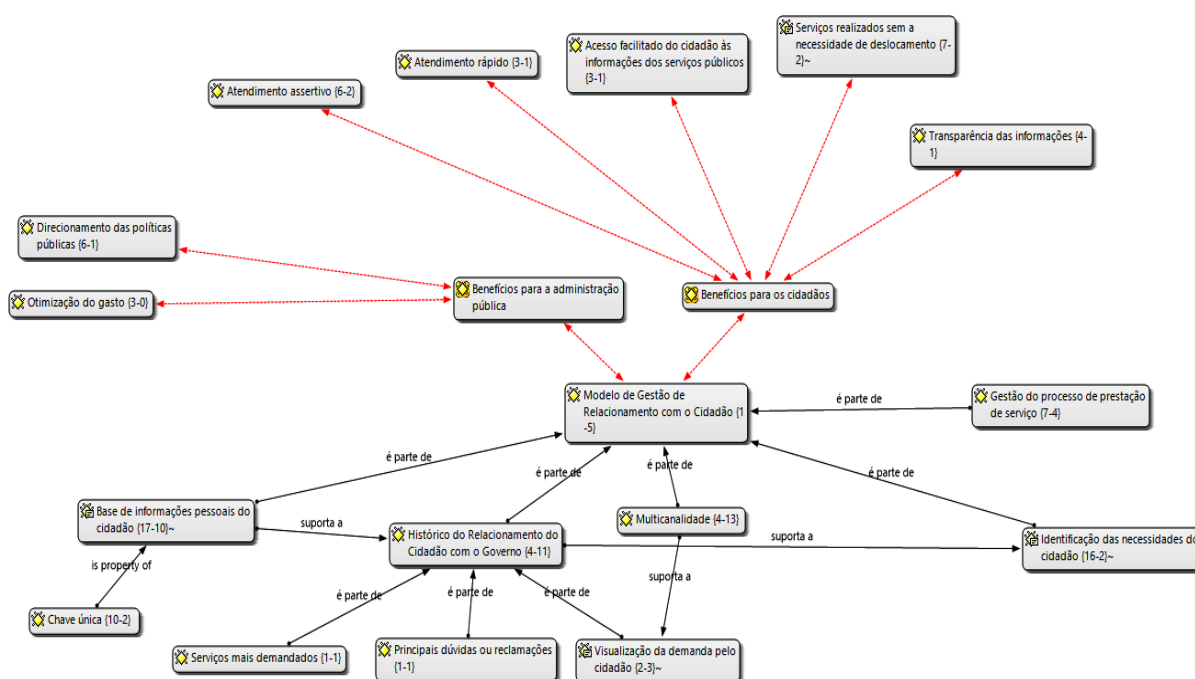 Serviços realizados sem a
necessidade de deslocamento {7-
2}~
Acesso facilitado do cidadão às
informações dos serviços públicos
{3-1}
Atendimento rápido {3-1}
Atendimento assertivo {6-2}
Transparência das informações {4-
1}
Direcionamento das políticas
públicas {6-1}
Otimização do gasto {3-0}
Benefícios para a administração
pública
Benefícios para os cidadãos
Modelo de Gestão de
Relacionamento com o Cidadão {1
-5}
é parte de
Gestão do processo de prestação
de serviço {7-4}
é parte de
é parte de
é parte de
é parte de
Base de informações pessoais do
cidadão {17-10}~
suporta a
Histórico do Relacionamento do
Cidadão com o Governo {4-11}
Multicanalidade {4-13}
suporta a
Identificação das necessidades do
cidadão {16-2}~
is property of
suporta a
é parte de
é parte de
é parte de
Chave única {10-2}
Serviços mais demandados {1-1}
Principais dúvidas ou reclamações
{1-1}
Visualização da demanda pelo
cidadão {2-3}~